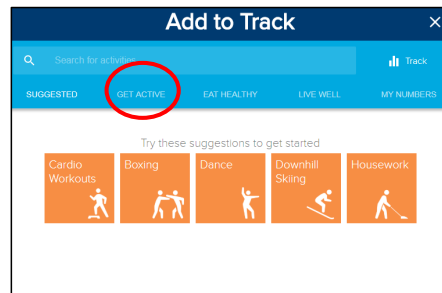 Add to Track ×
Search for activities Track
SUGGESTED GET ACTIVE EAT HEALTHY LIVE WELL MY NUMBERS
Try these suggestions to get started
Cardio Workouts
Boxing
Dance
Downhill Skiing
Housework